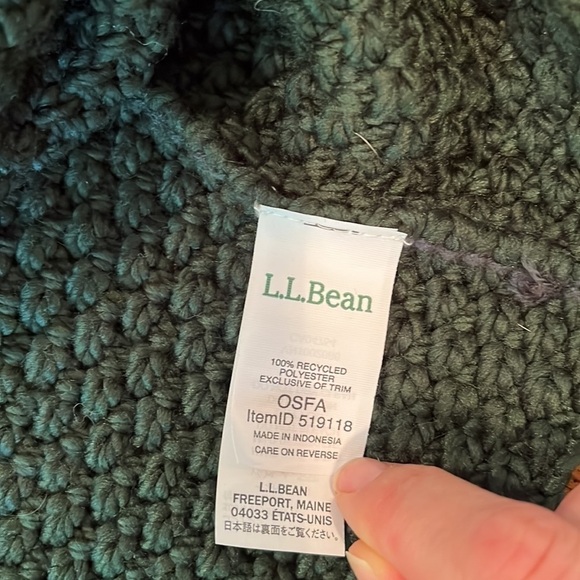 L.L.Bean
100% RECYCLED
POLYESTER
EXCLUSIVE OF TRIM
OSFA
ItemID 519118
MADE IN INDONESIA
CARE ON REVERSE
L.L.BEAN
FREEPORT, MAINE
04033 ÉTATS-UNIS
日本語は裏面をご覧ください。